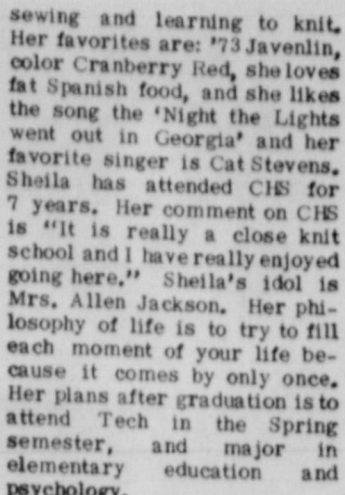 sewing and learning to knit.
Her favorites are: '73 Javenlin,
color Cranberry Red, she loves
fat Spanish food, and she likes
the song the 'Night the Lights
went out in Georgia' and her
favorite singer is Cat Stevens.
Sheila has attended CHS for
7 years. Her comment on CHS
is "It is really a close knit
school and I have really enjoyed
going here." Sheila's idol is
Mrs. Allen Jackson. Her phi-
losophy of life is to try to fill
each moment of your life be-
cause it comes by only once.
Her plans after graduation is to
attend Tech in the Spring
semester, and major in
elementary education and
psychology.